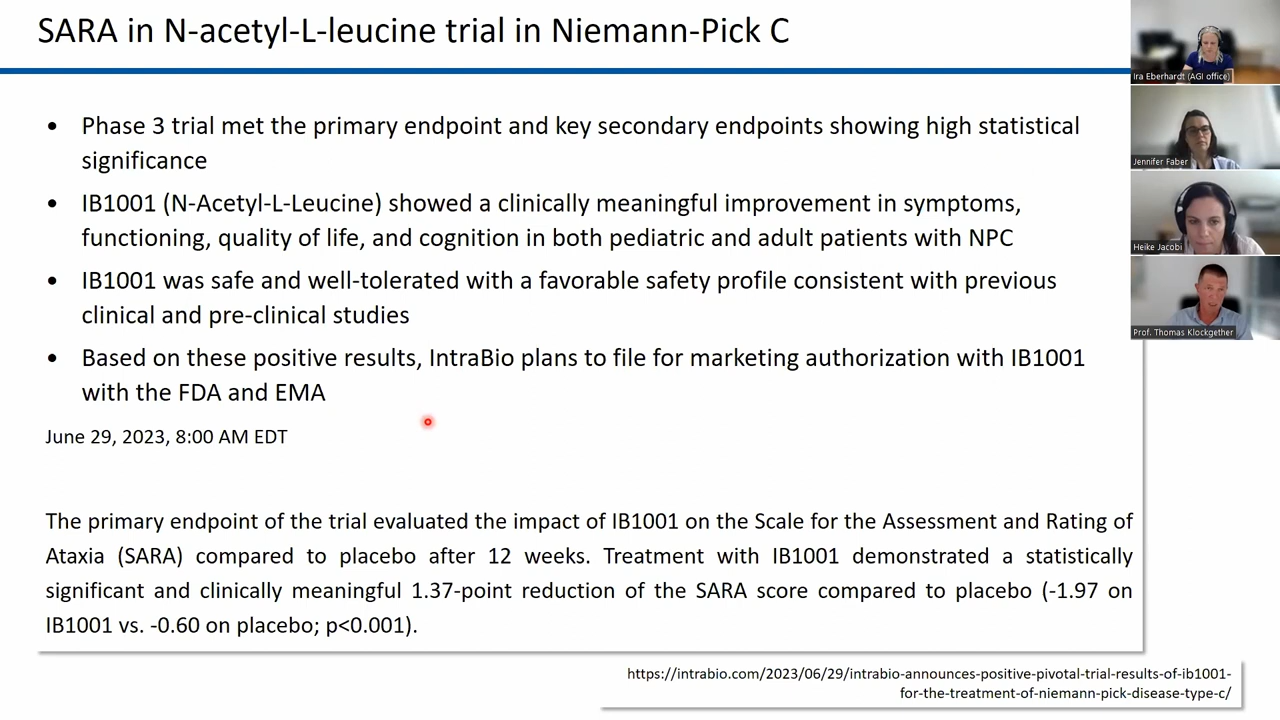 SARA in N-acetyl-L-leucine trial in Niemann-Pick C
• Phase 3 trial met the primary endpoint and key secondary endpoints showing high statistical
significance
• IB1001 (N-Acetyl-L-Leucine) showed a clinically meaningful improvement in symptoms,
functioning, quality of life, and cognition in both pediatric and adult patients with NPC
• IB1001 was safe and well-tolerated with a favorable safety profile consistent with previous
clinical and pre-clinical studies
• Based on these positive results, IntraBio plans to file for marketing authorization with IB1001
with the FDA and EMA
June 29, 2023, 8:00 AM EDT
The primary endpoint of the trial evaluated the impact of IB1001 on the Scale for the Assessment and Rating of
Ataxia (SARA) compared to placebo after 12 weeks. Treatment with IB1001 demonstrated a statistically
significant and clinically meaningful 1.37-point reduction of the SARA score compared to placebo (-1.97 on
IB1001 vs. -0.60 on placebo; p<0.001).
https://intrabio.com/2023/06/29/intrabio-announces-positive-pivotal-trial-results-of-ib1001-
for-the-treatment-of-niemann-pick-disease-type-c/
Ira Eberhardt (AGI office)
Jennifer Faber
Heike Jacobi
Prof. Thomas Klockgether